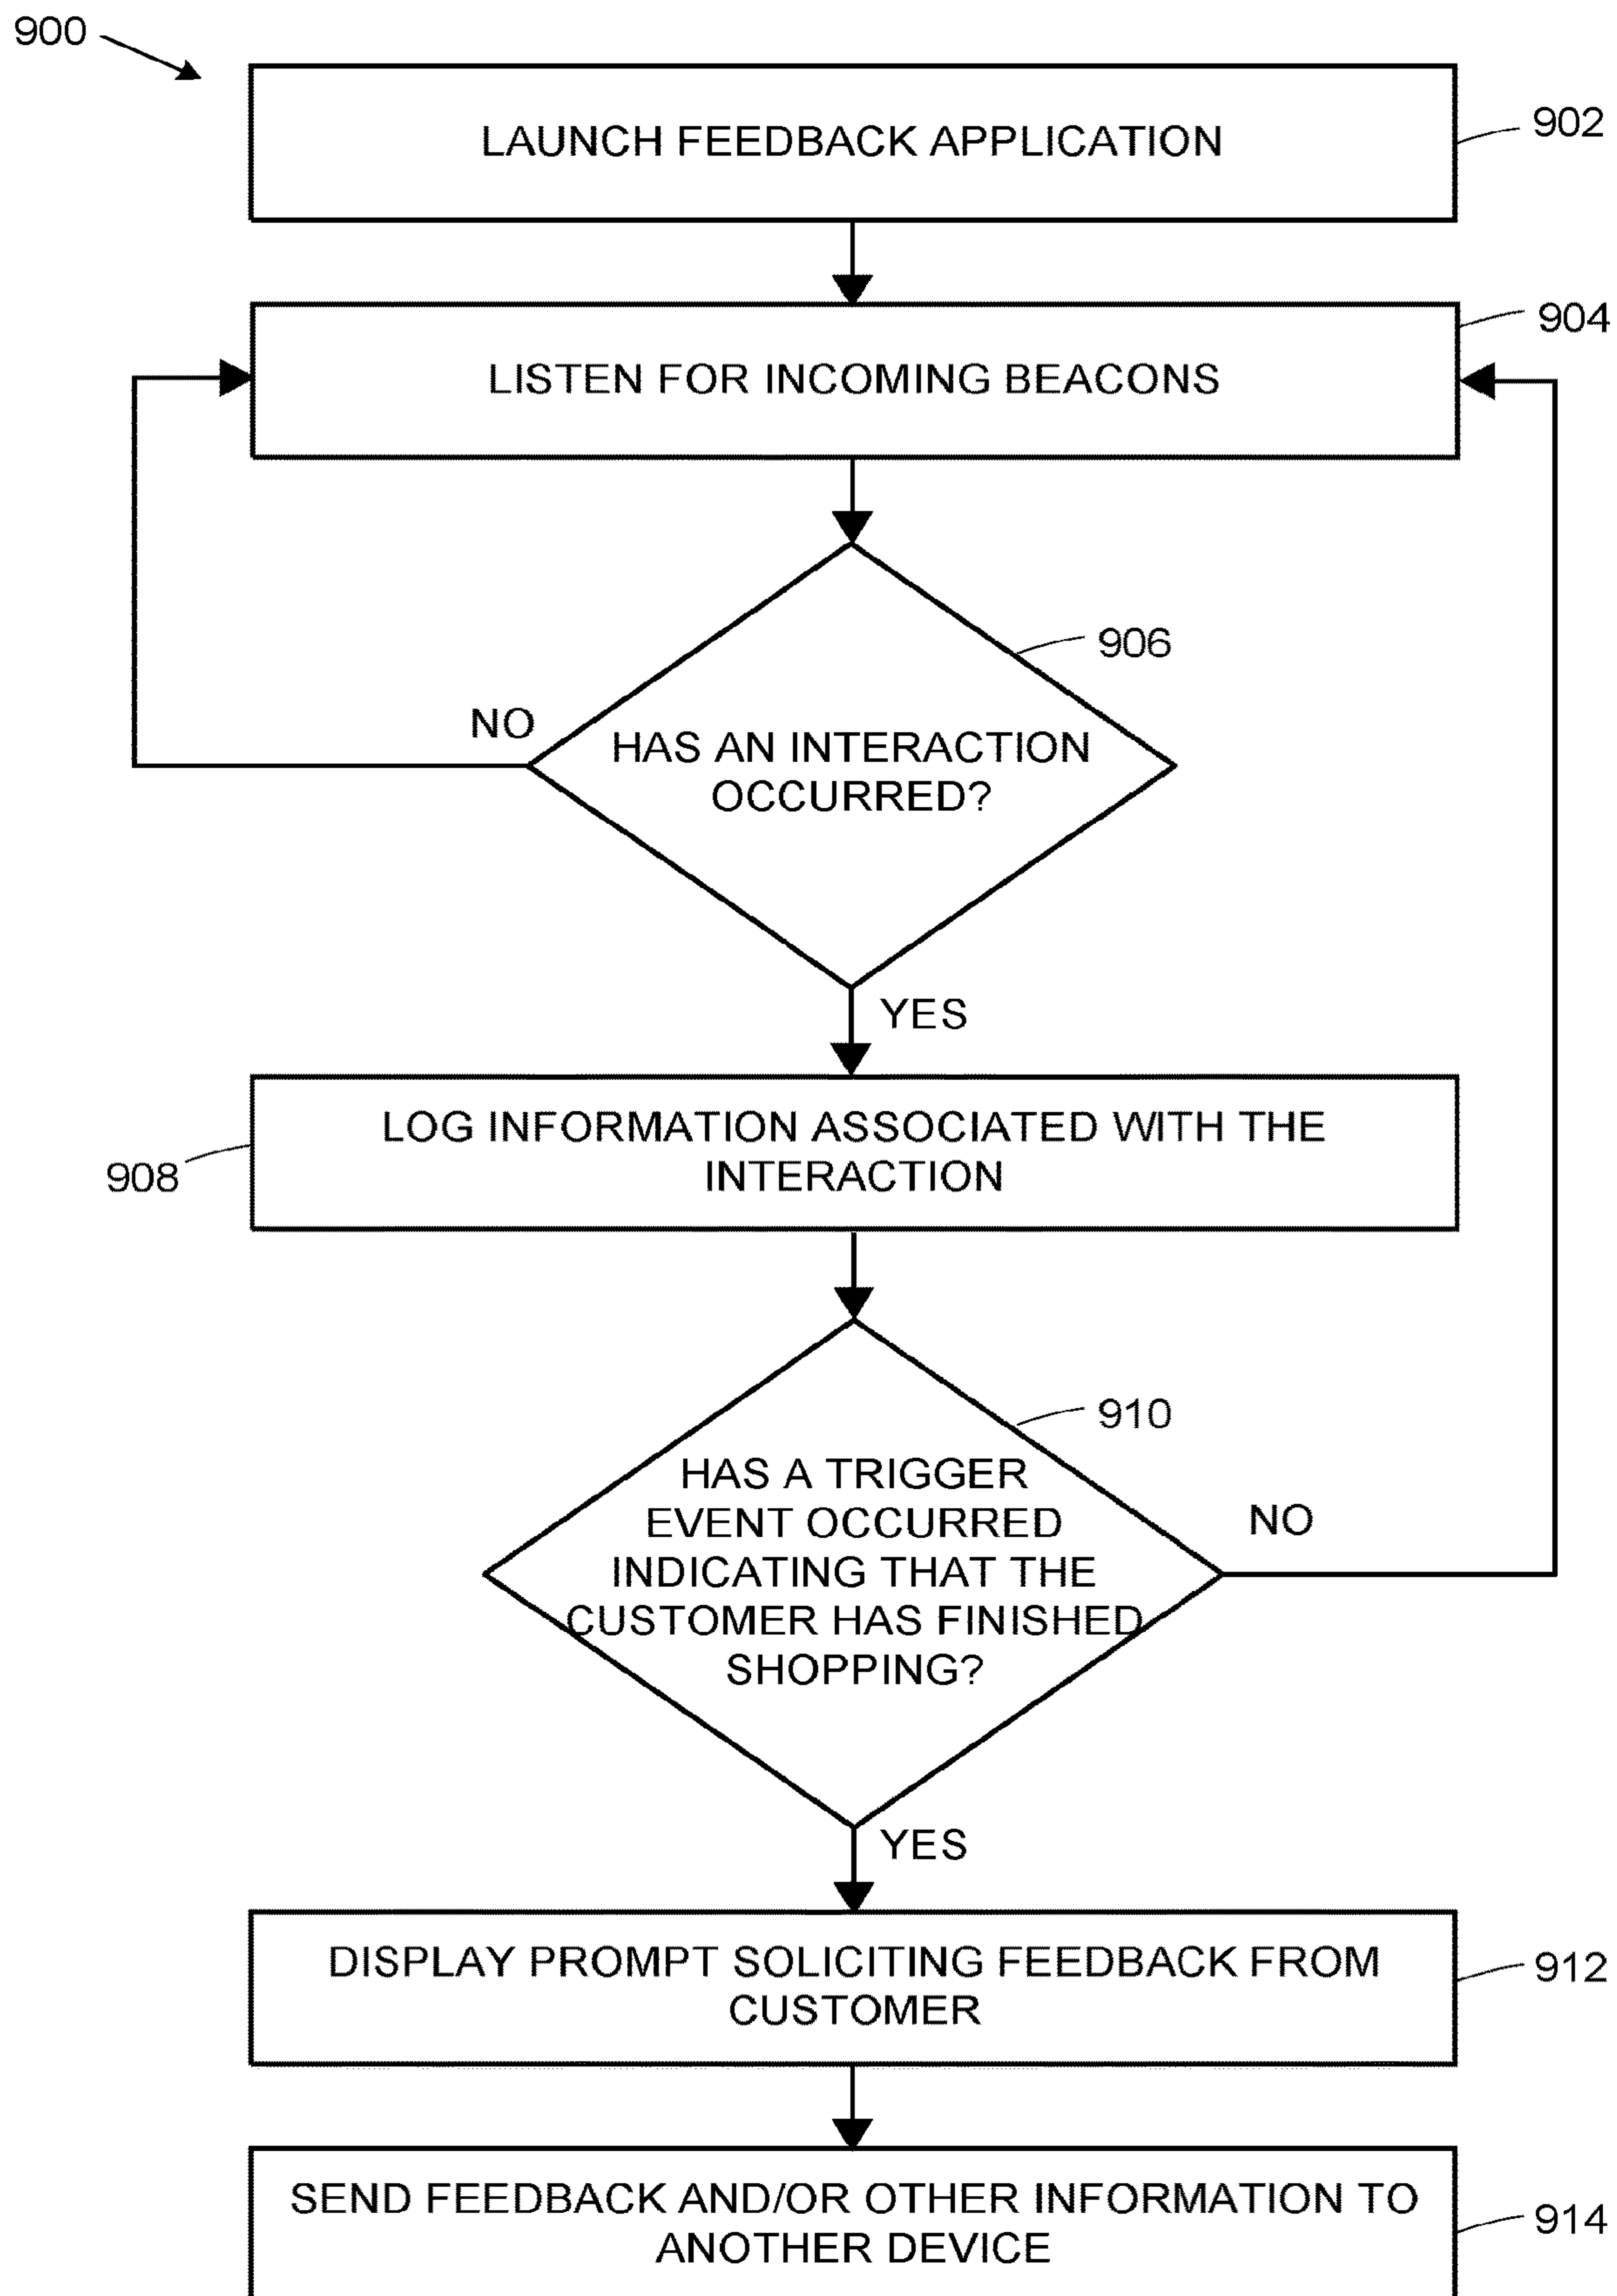 900
LAUNCH FEEDBACK APPLICATION
902
LISTEN FOR INCOMING BEACONS
904
906
NO
HAS AN INTERACTION
OCCURRED?
YES
LOG INFORMATION ASSOCIATED WITH THE
INTERACTION
908
910
HAS A TRIGGER
EVENT OCCURRED
INDICATING THAT THE
CUSTOMER HAS FINISHED
SHOPPING?
NO
YES
DISPLAY PROMPT SOLICITING FEEDBACK FROM
CUSTOMER
912
SEND FEEDBACK AND/OR OTHER INFORMATION TO
ANOTHER DEVICE
914